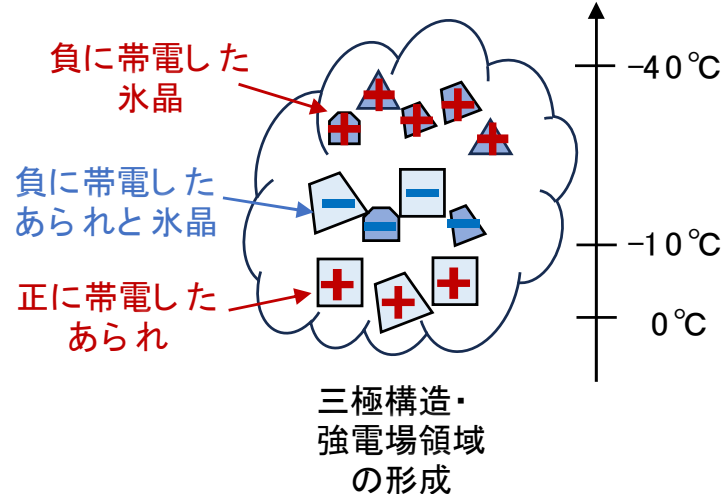 負に帯電した
氷晶
負に帯電した
あられと氷晶
正に帯電した
あられ
-40℃
-10℃
0℃
三極構造・
強電場領域
の形成